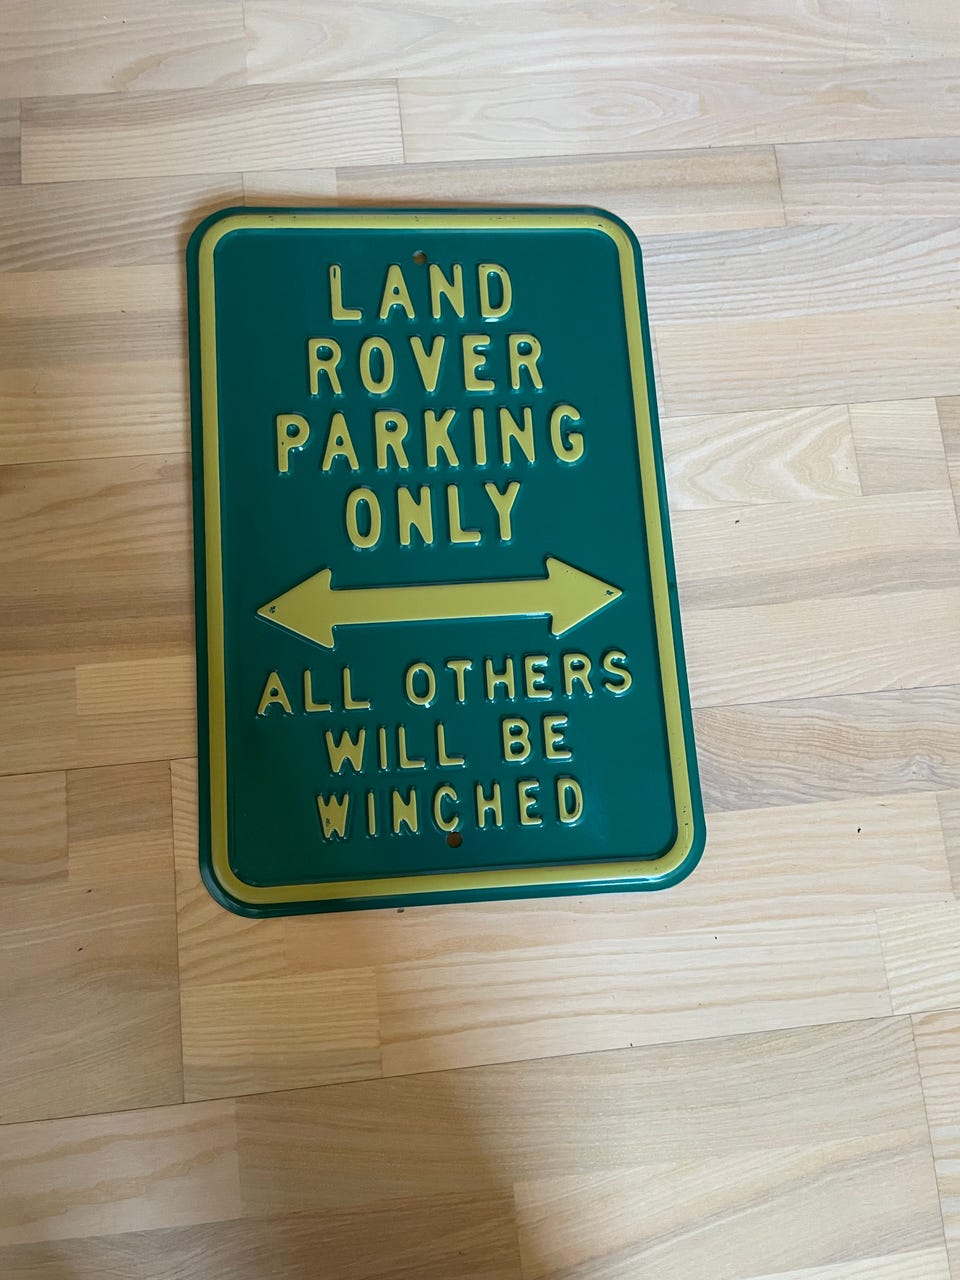 LAND
ROVER
PARKING
ONLY
ALL OTHERS
WILL BE
WINCHED